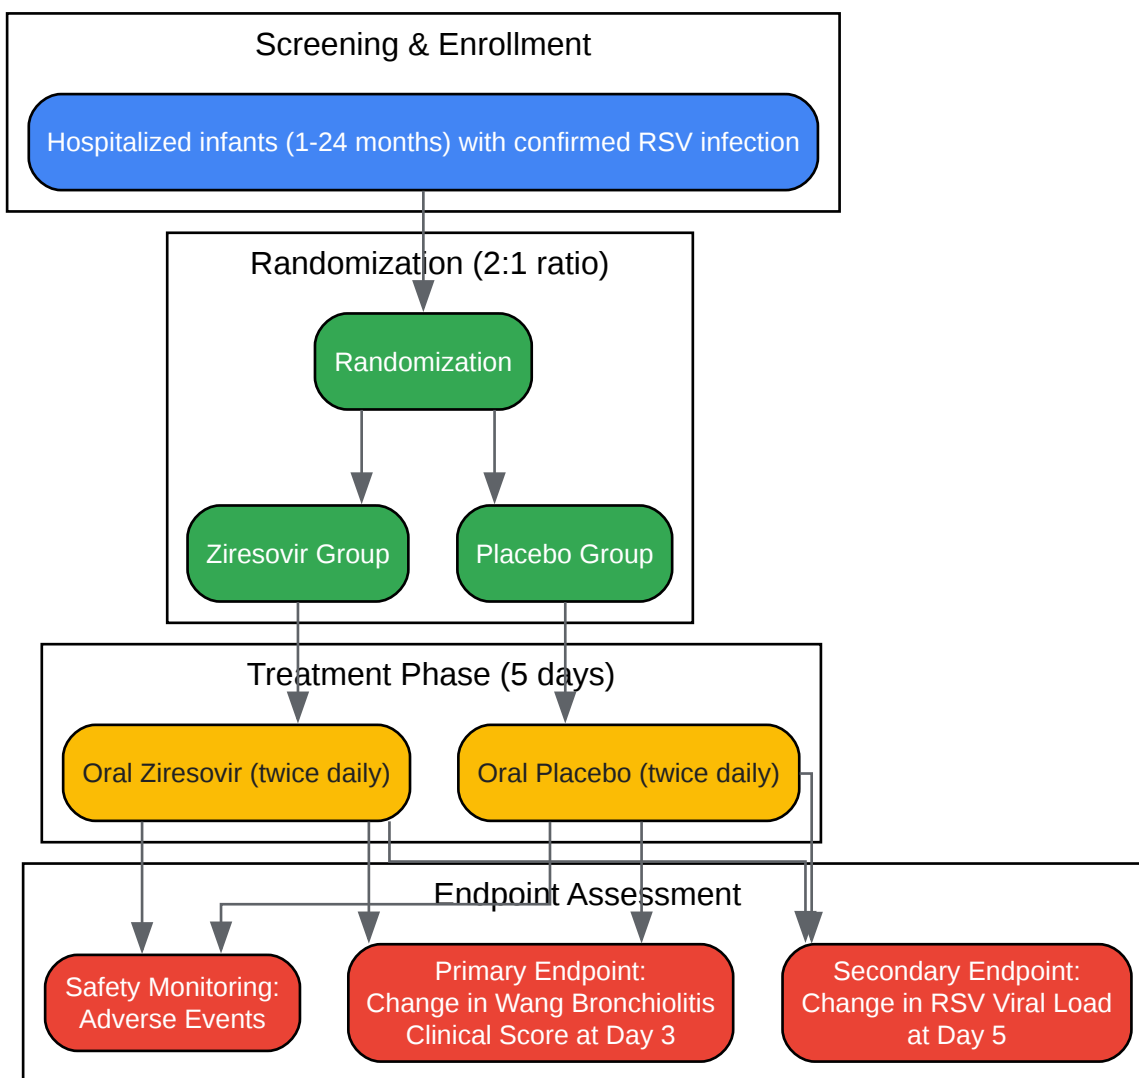 Screening & Enrollment
Hospitalized infants (1-24 months) with confirmed RSV infection
Randomization (2:1 ratio)
Randomization
Ziresovir Group
Placebo Group
Treatment Phase (5 days)
Oral Ziresovir (twice daily)
Oral Placebo (twice daily)
Endpoint Assessment
Safety Monitoring:
Adverse Events
Primary Endpoint:
Change in Wang Bronchiolitis
Clinical Score at Day 3
Secondary Endpoint:
Change in RSV Viral Load
at Day 5